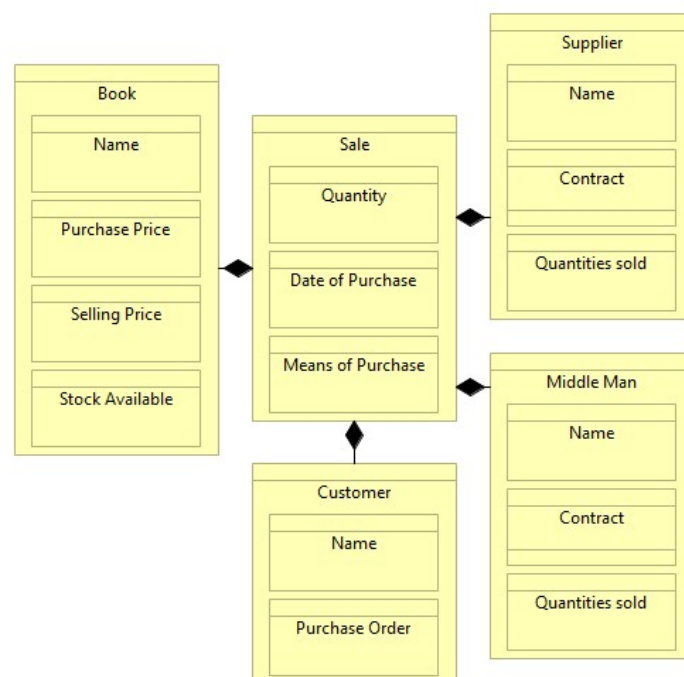 Book
Name
Purchase Price
Selling Price
Stock Available
Sale
Quantity
Date of Purchase
Means of Purchase
Supplier
Name
Contract
Quantities sold
Middle Man
Name
Contract
Quantities sold
Customer
Name
Purchase Order